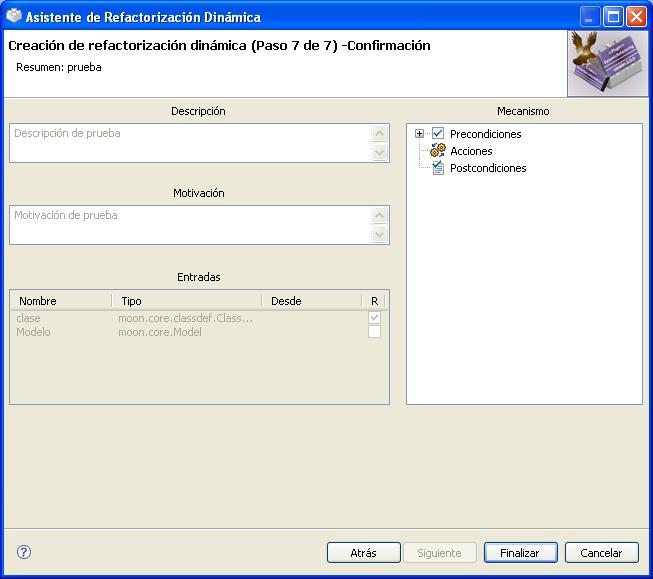 Asistente de Refactorización Dinámica
Creación de refactorización dinámica (Paso 7 de 7) -Confirmación
Resumen: prueba
Descripción
Descripción de prueba
Motivación
Motivación de prueba
Entradas
Nombre Tipo Desde R
clase moon.core.classdef.Class...
Modelo moon.core.Model
Mecanismo
Precondiciones
Acciones
Postcondiciones
Atrás Siguiente Finalizar Cancelar